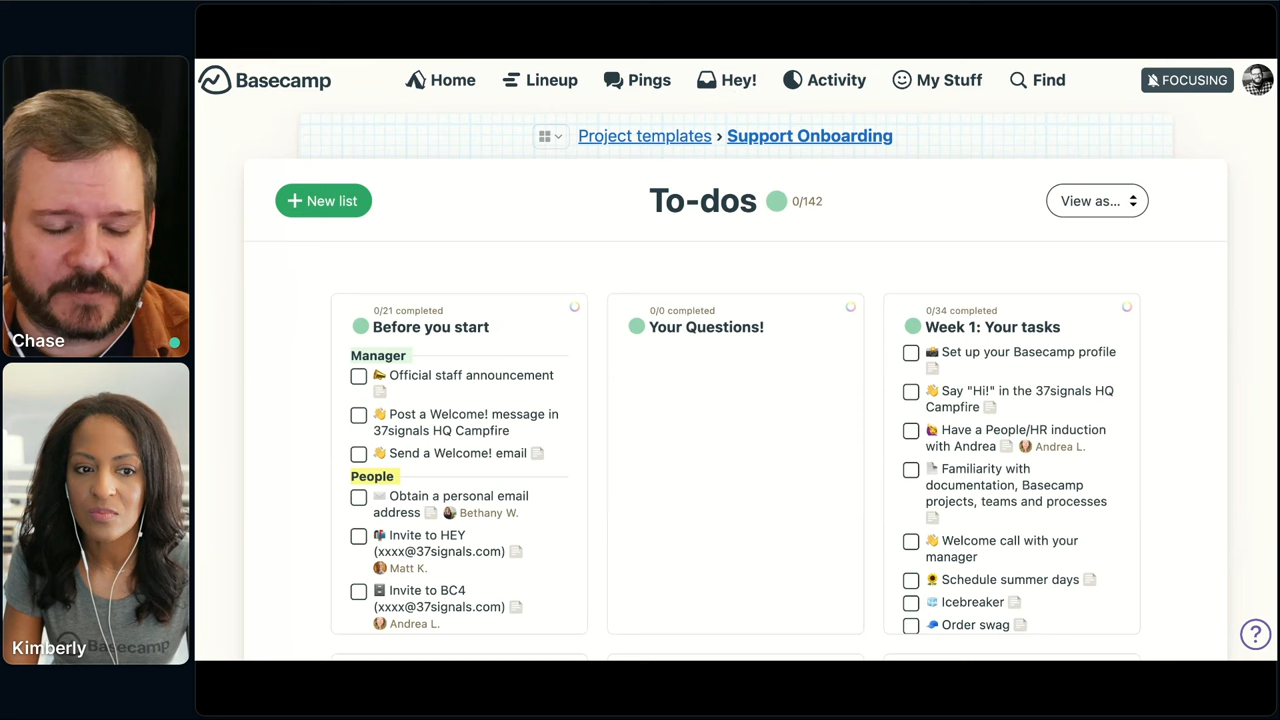 Basecamp
Home
Lineup
Pings
Hey!
Activity
My Stuff
Find
FOCUSING
Project templates › Support Onboarding
New list
To-dos
0/142
View as...
0/21 completed
Before you start
Manager
📣 Official staff announcement
👋 Post a Welcome! message in
37signals HQ Campfire
👋 Send a Welcome! email
People
✉️ Obtain a personal email
address
Bethany W.
📬 Invite to HEY
(xxxx@37signals.com)
Matt K.
🗄️ Invite to BC4
(xxxx@37signals.com)
Andrea L.
0/0 completed
Your Questions!
0/34 completed
Week 1: Your tasks
📸 Set up your Basecamp profile
👋 Say "Hi!" in the 37signals HQ
Campfire
🙋 Have a People/HR induction
with Andrea
Andrea L.
Familiarity with
documentation, Basecamp
projects, teams and processes
👋 Welcome call with your
manager
🌻 Schedule summer days
🧊 Icebreaker
🧢 Order swag
?
Chase
Kimberly
Basecamp